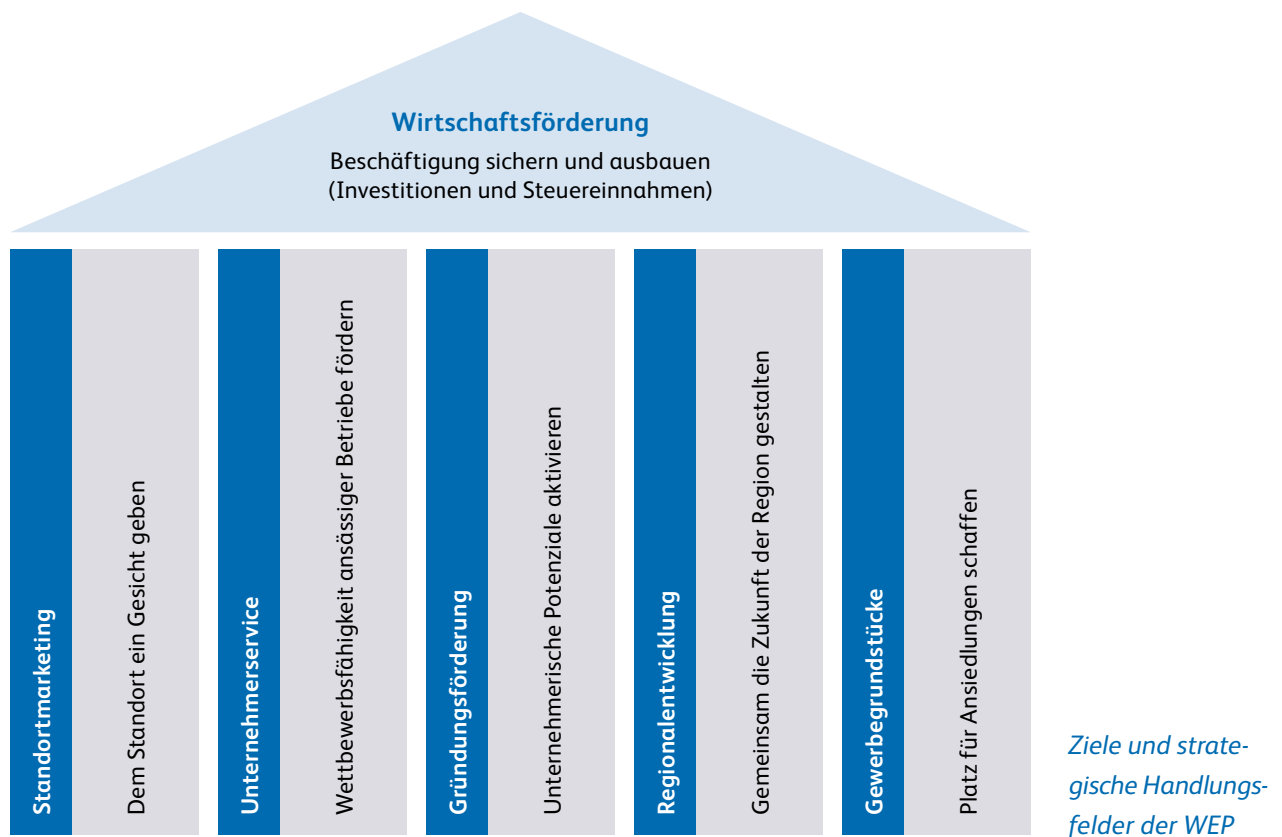 Wirtschaftsförderung
Beschäftigung sichern und ausbauen
(Investitionen und Steuereinnahmen)
Standortmarketing
Dem Standort ein Gesicht geben
Unternehmerservice
Wettbewerbsfähigkeit ansässiger Betriebe fördern
Gründungsförderung
Unternehmerische Potenziale aktivieren
Regionalentwicklung
Gemeinsam die Zukunft der Region gestalten
Gewerbegrundstücke
Platz für Ansiedlungen schaffen
Ziele und strate-
gische Handlungs-
felder der WEP